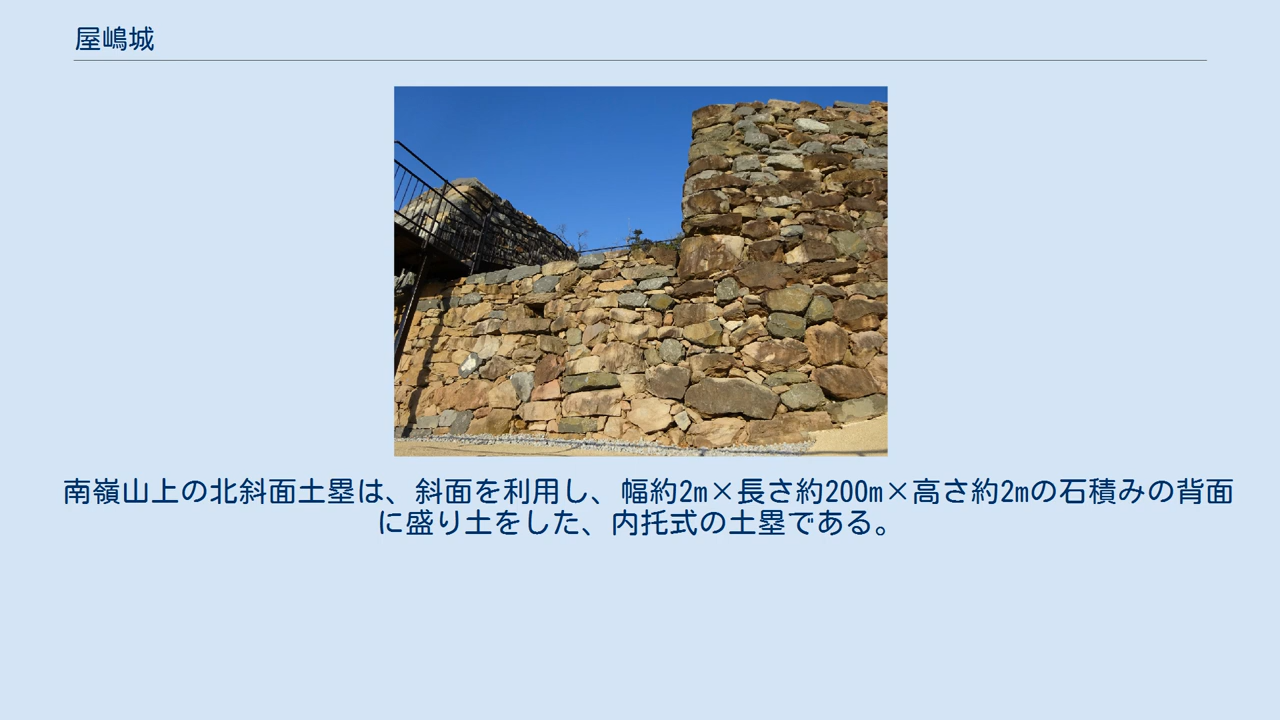 屋嶋城
南嶺山上の北斜面土塁は、斜面を利用し、幅約2m×長さ約200m×高さ約2mの石積みの背面
に盛り土をした、内托式の土塁である。